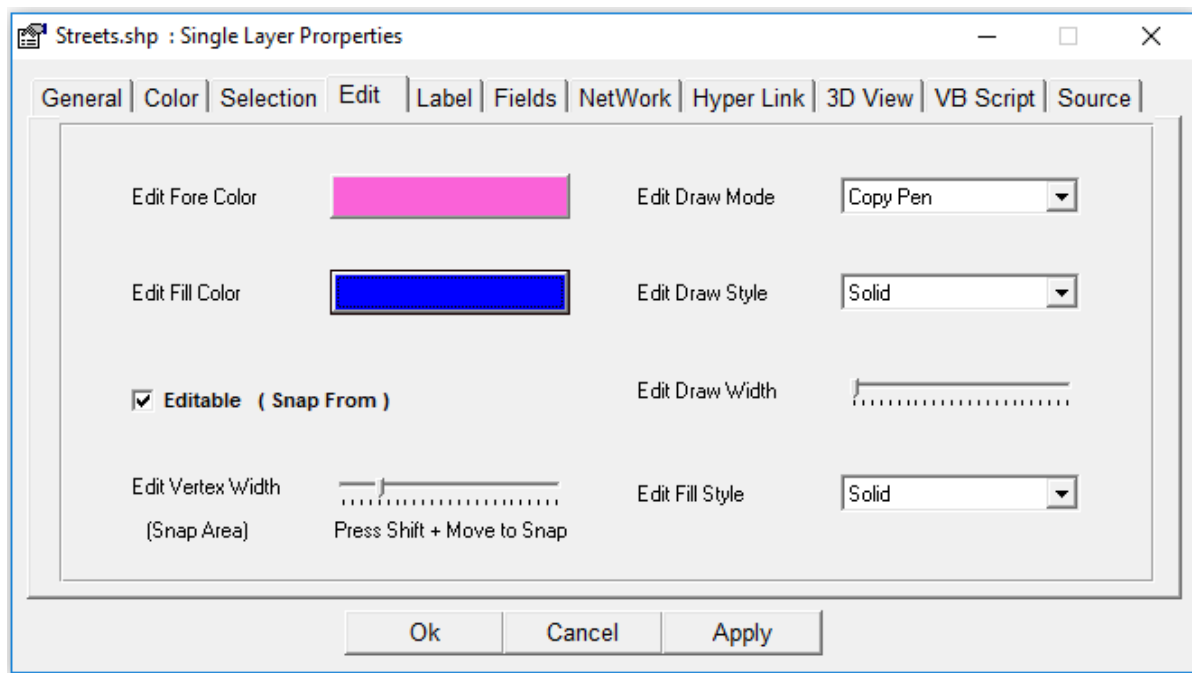 Streets.shp : Single Layer Prorperties
General Color Selection Edit Label Fields NetWork Hyper Link 3D View VB Script Source
Edit Fore Color
Edit Draw Mode Copy Pen
Edit Fill Color
Edit Draw Style Solid
Editable ( Snap From )
Edit Draw Width
Edit Vertex Width
(Snap Area) Press Shift + Move to Snap
Edit Fill Style Solid
Ok Cancel Apply